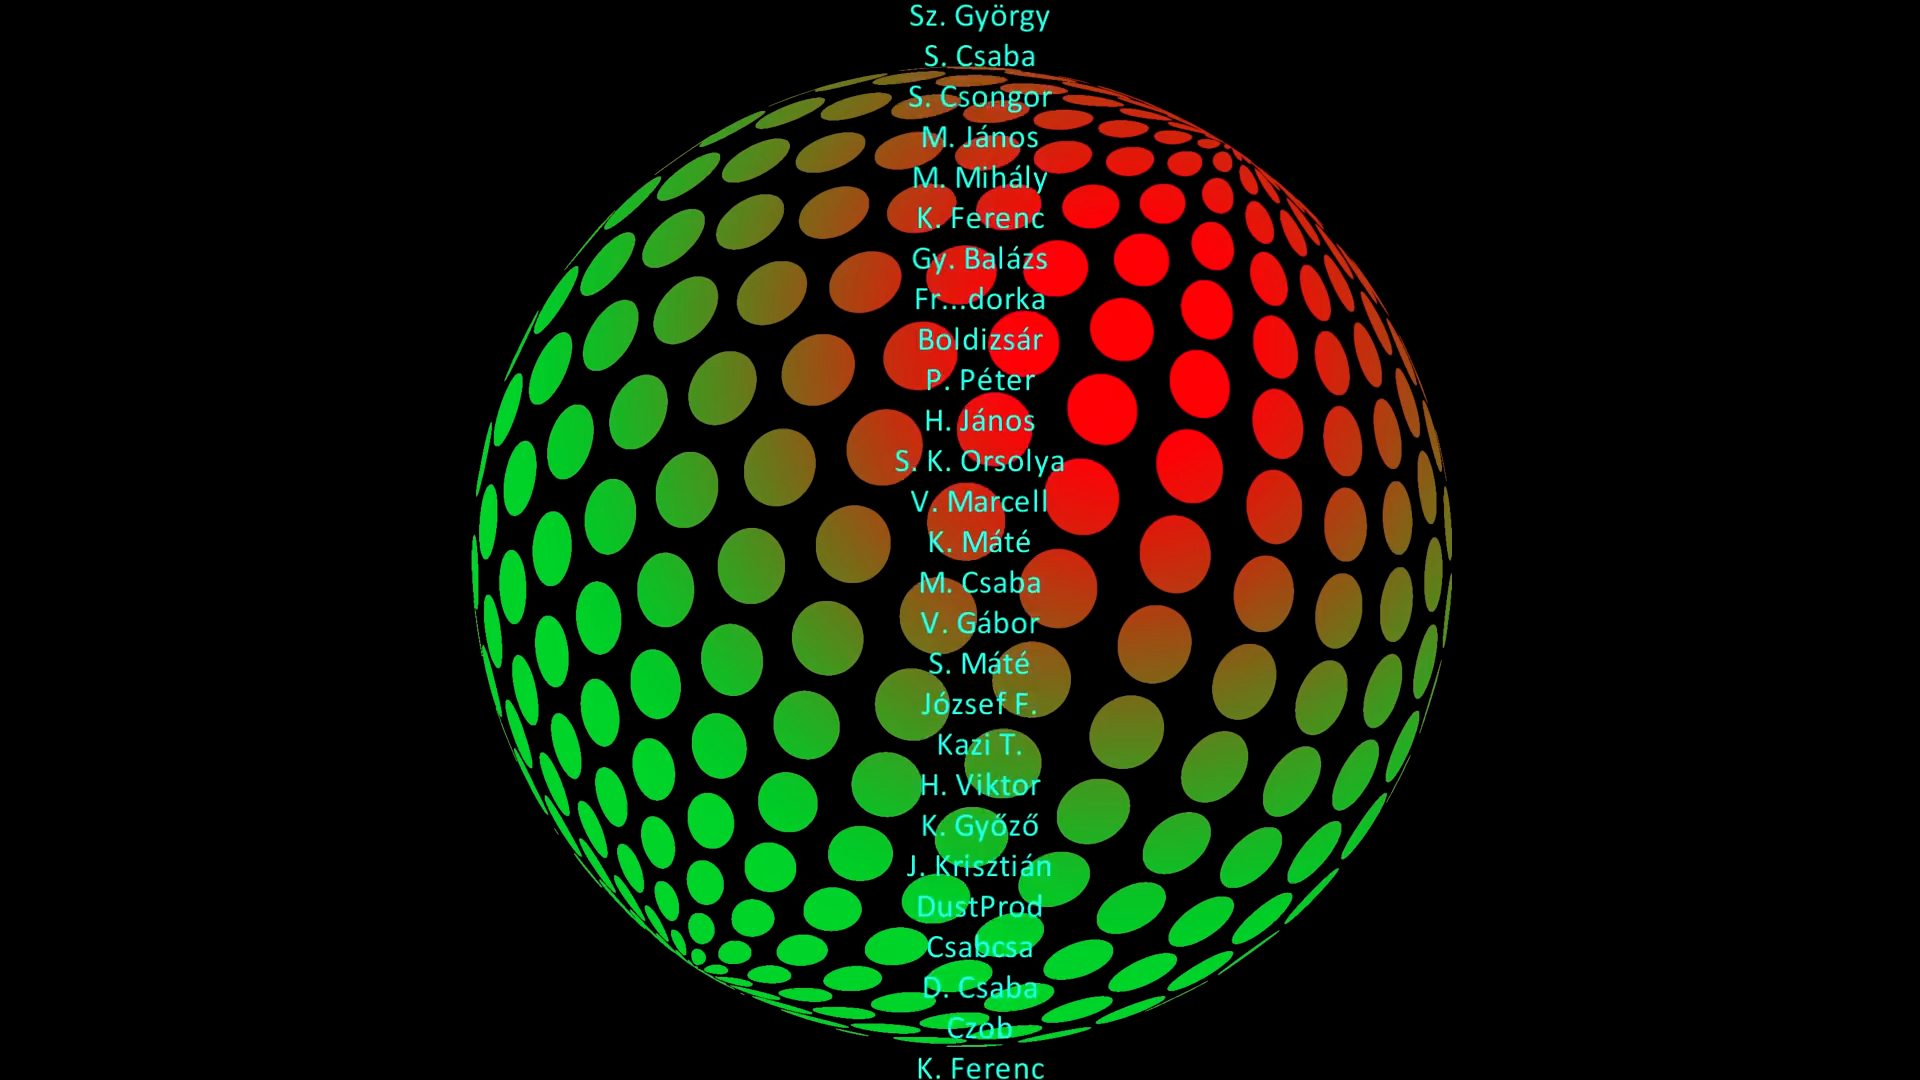 Sz. György
S. Csaba
S. Csongor
M. János
M. Mihály
K. Ferenc
Gy. Balázs
Fr...dorka
Boldizsár
P. Péter
H. János
S. K. Orsolya
V. Marcell
K. Máté
M. Csaba
V. Gábor
S. Máté
József F.
Kazi T.
H. Viktor
K. Győző
J. Krisztián
DustProd
Csabcsa
D. Csaba
Czob
K. Ferenc